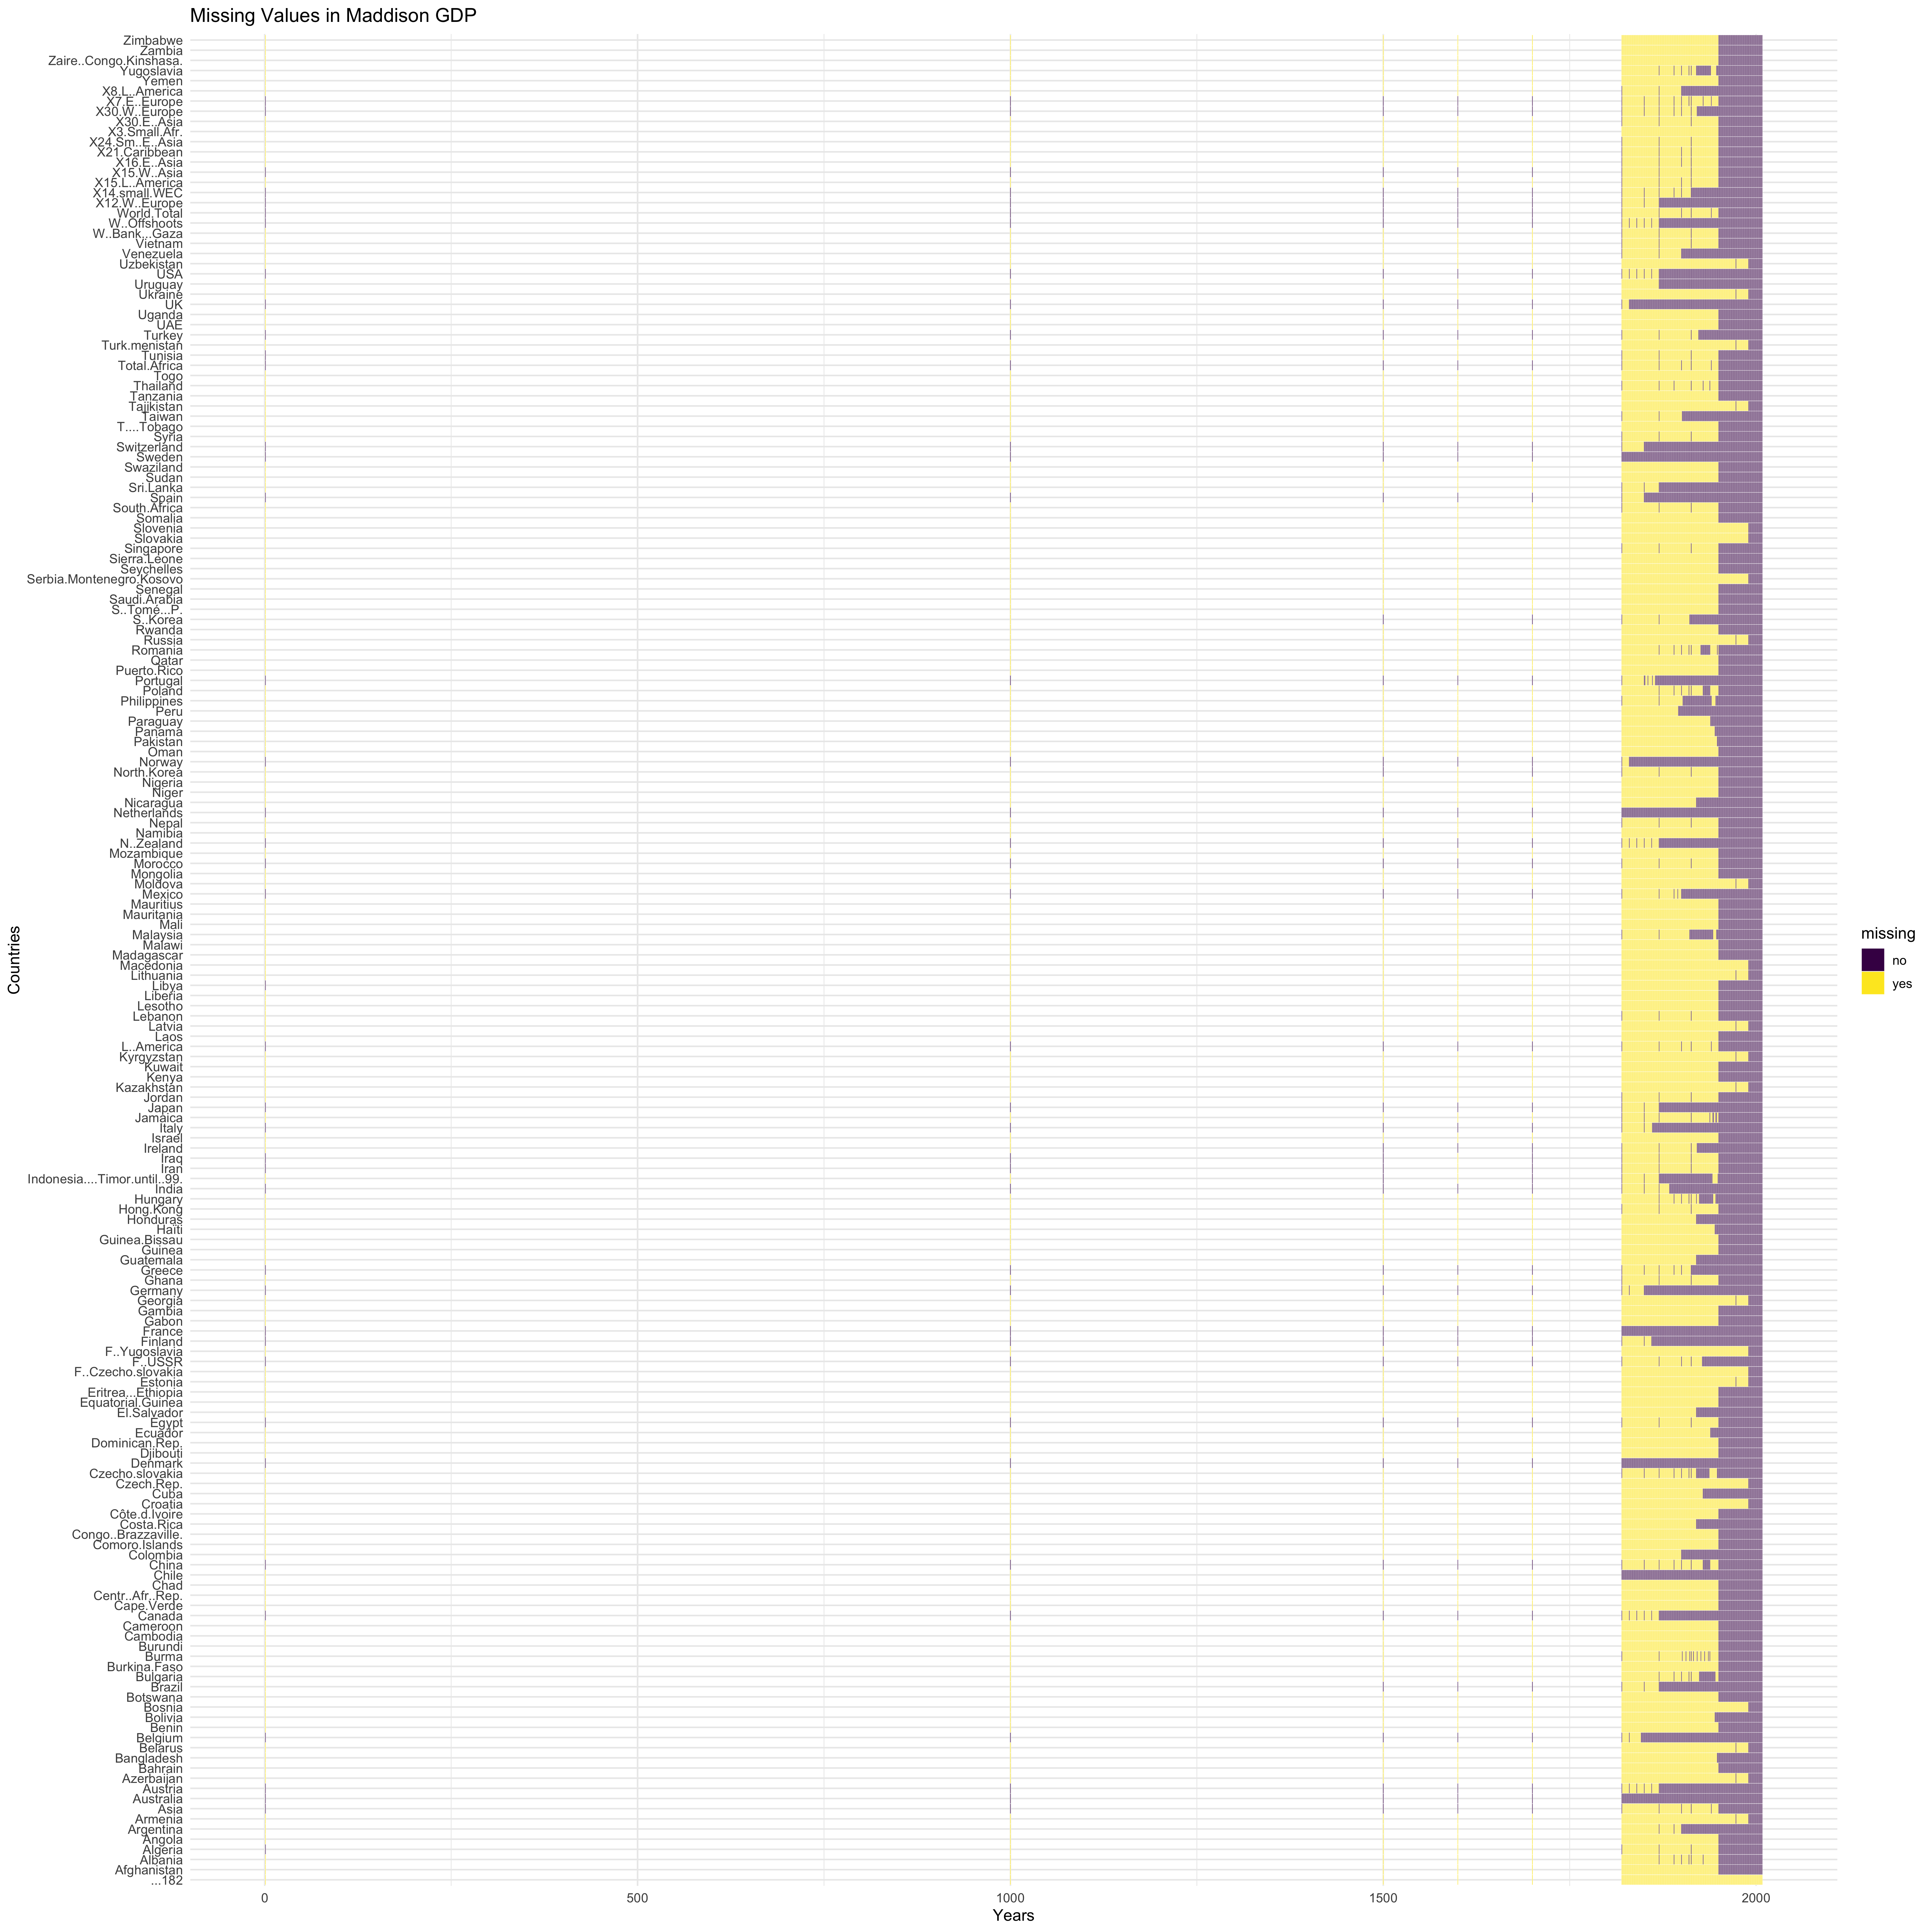 Missing Values in Maddison GDP
Zimbabwe
Zambia
Zaire..Congo.Kinshasa.
Yugoslavia
Yemen
X8.L..America
X7.E..Europe
X30.W..Europe
X30.E..Asia
X3.Small.Afr.
X24.Sm..E..Asia
X21.Caribbean
X16.E..Asia
X15.W..Asia
X15.L..America
X14.small.WEC
X12.W..Europe
World.Total
W..Offshoots
W..Bank...Gaza
Vietnam
Venezuela
Uzbekistan
USA
Uruguay
Ukraine
UK
Uganda
UAE
Turkey
Turk.menistan
Tunisia
Total.Africa
Togo
Thailand
Tanzania
Tajikistan
Taiwan
T....Tobago
Syria
Switzerland
Sweden
Swaziland
Sudan
Sri.Lanka
Spain
South.Africa
Somalia
Slovenia
Slovakia
Singapore
Sierra.Leone
Seychelles
Serbia.Montenegro.Kosovo
Senegal
Saudi.Arabia
S..Tomé...P.
S..Korea
Rwanda
Russia
Romania
Qatar
Puerto.Rico
Portugal
Poland
Philippines
Peru
Paraguay
Panama
Pakistan
Oman
Norway
North.Korea
Nigeria
Niger
Nicaragua
Netherlands
Nepal
Namibia
N..Zealand
Mozambique
Morocco
Mongolia
Moldova
Mexico
Mauritius
Mauritania
Mali
Malaysia
Malawi
Madagascar
Macedonia
Lithuania
Libya
Liberia
Lesotho
Lebanon
Latvia
Laos
L..America
Kyrgyzstan
Kuwait
Kenya
Kazakhstan
Jordan
Japan
Jamaica
Italy
Israel
Ireland
Iraq
Iran
Indonesia....Timor.until..99.
India
Hungary
Hong.Kong
Honduras
Haïti
Guinea.Bissau
Guinea
Guatemala
Greece
Ghana
Germany
Georgia
Gambia
Gabon
France
Finland
F..Yugoslavia
F..USSR
F..Czecho.slovakia
Estonia
Eritrea...Ethiopia
Equatorial.Guinea
El.Salvador
Egypt
Ecuador
Dominican.Rep.
Djibouti
Denmark
Czecho.slovakia
Czech.Rep.
Cuba
Croatia
Côte.d.Ivoire
Costa.Rica
Congo..Brazzaville.
Comoro.Islands
Colombia
China
Chile
Chad
Centr..Afr..Rep.
Cape.Verde
Canada
Cameroon
Cambodia
Burundi
Burma
Burkina.Faso
Bulgaria
Brazil
Botswana
Bosnia
Bolivia
Benin
Belgium
Belarus
Bangladesh
Bahrain
Azerbaijan
Austria
Australia
Asia
Armenia
Argentina
Angola
Algeria
Albania
Afghanistan
...182
0 500 1000 1500 2000
Years
Countries
missing
no
yes